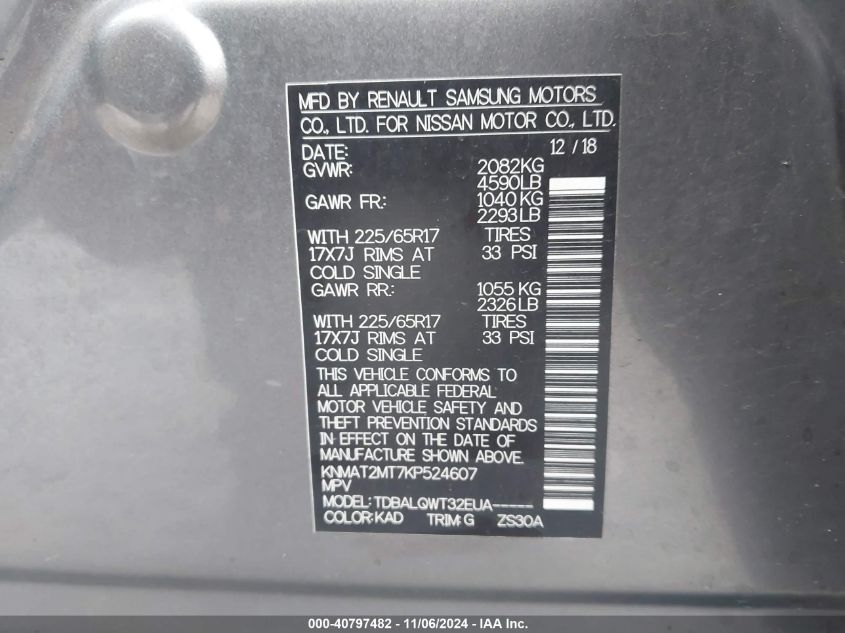 MFD BY RENAULT SAMSUNG MOTORS
CO., LTD. FOR NISSAN MOTOR CO., LTD.
DATE: 12 / 18
GVWR: 2082KG
4590LB
GAWR FR.: 1040 KG
2293 LB
WITH 225/65R17 TIRES
17X7J RIMS AT 33 PSI
COLD SINGLE
GAWR RR.: 1055 KG
2326 LB
WITH 225/65R17 TIRES
17X7J RIMS AT 33 PSI
COLD SINGLE
THIS VEHICLE CONFORMS TO
ALL APPLICABLE FEDERAL
MOTOR VEHICLE SAFETY AND
THEFT PREVENTION STANDARDS
IN EFFECT ON THE DATE OF
MANUFACTURE SHOWN ABOVE.
KNMAT2MT7KP524607
MPV
MODEL: TDBALQWT32EUA-----
COLOR: KAD TRIM: G ZS30A
000-40797482 - 11/06/2024 - IAA Inc.